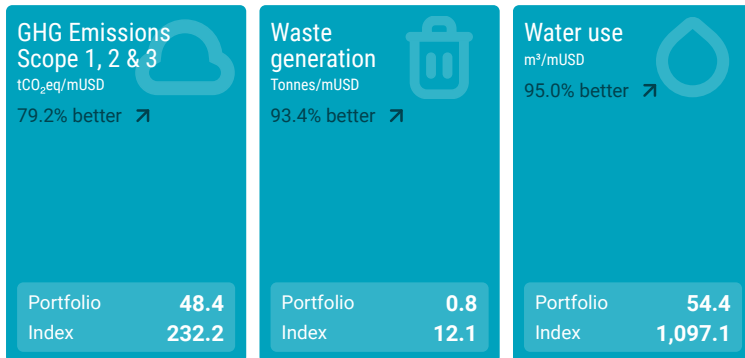 GHG Emissions
Scope 1, 2 & 3
tCO₂eq/mUSD
79.2% better
Portfolio 48.4
Index 232.2
Waste
generation
Tonnes/mUSD
93.4% better
Portfolio 0.8
Index 12.1
Water use
m³/mUSD
95.0% better
Portfolio 54.4
Index 1,097.1